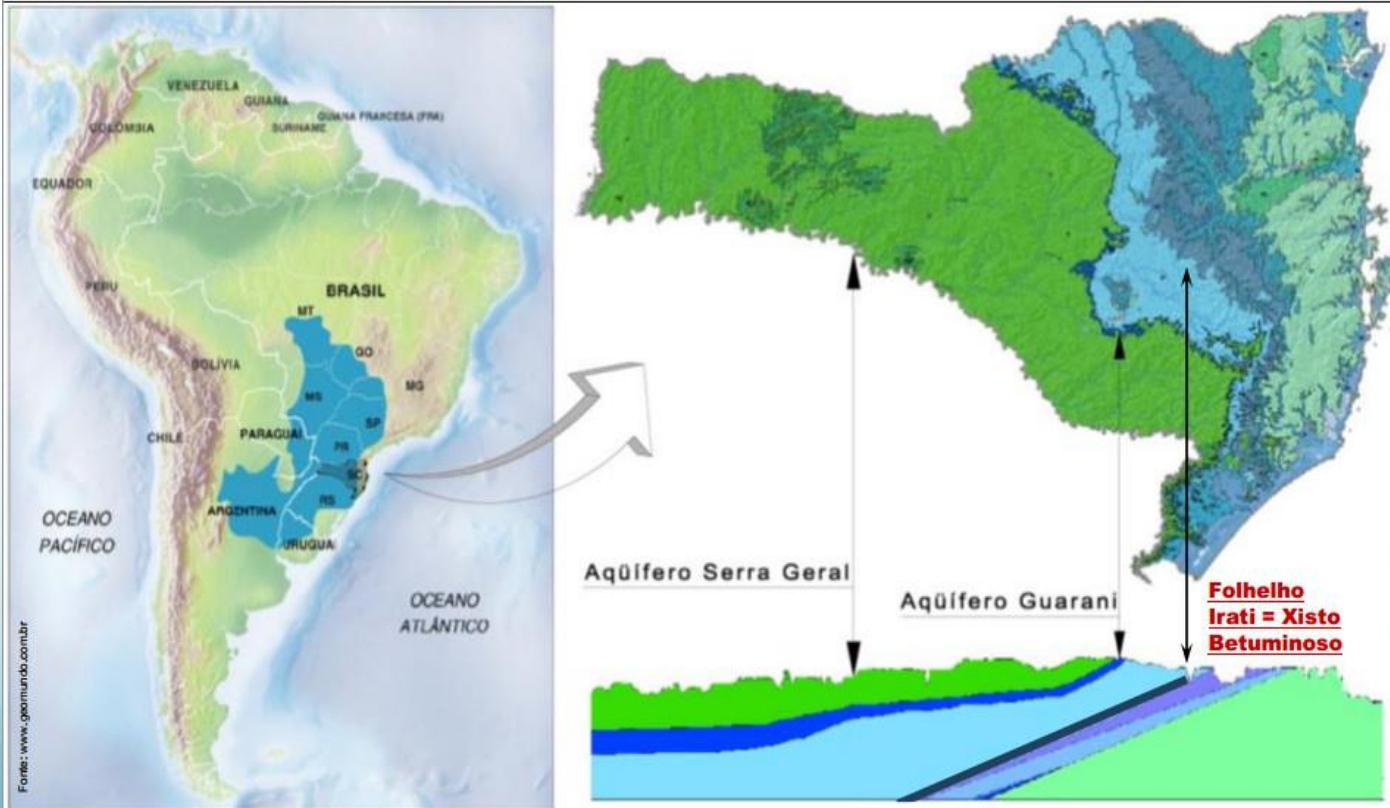 VENEZUELA
GUIANA
GUIANA FRANCESA (FRA)
SURINAME
COLÔMBIA
EQUADOR
PERU
BRASIL
MT
GO
BOLÍVIA
MG
MS
SP
CHILE
PARAGUAI
PR
SC
RS
ARGENTINA
URUGUAI
OCEANO
PACÍFICO
OCEANO
ATLÂNTICO
Fonte: www.geomundo.com.br
Aqüífero Serra Geral
Aqüífero Guarani
Folhelho
Irati = Xisto
Betuminoso